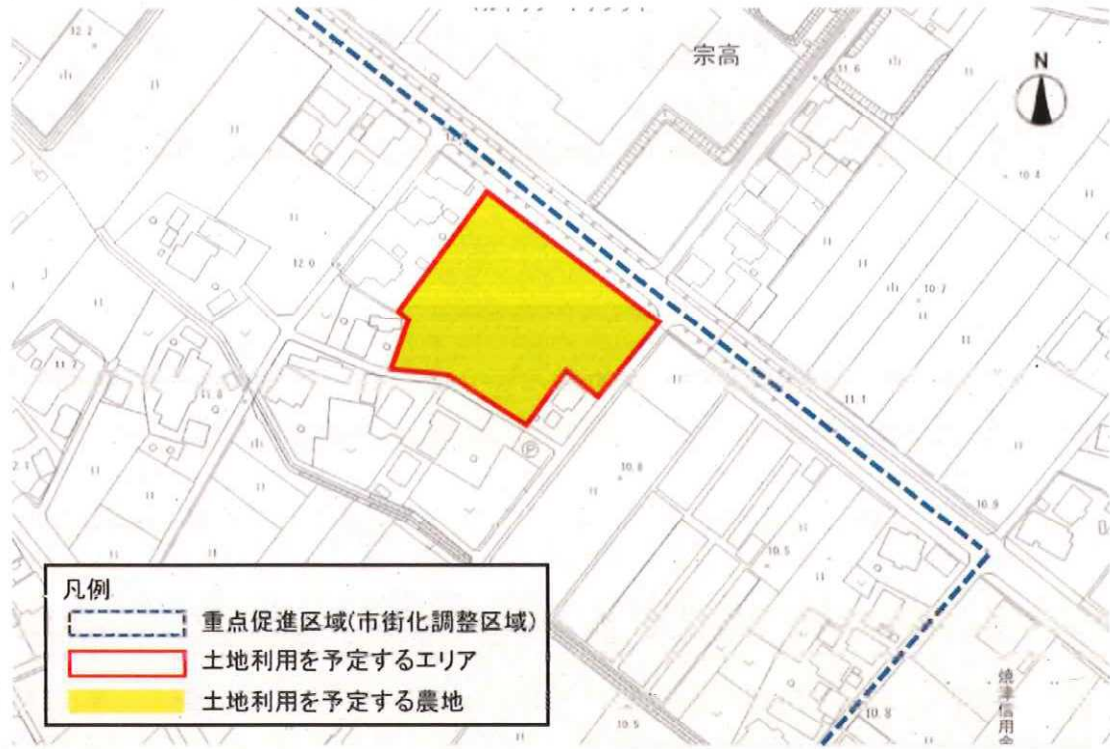 宗高
N
12.2
11.6
10.4
12.0
10.7
11.7
11.8
11.1
10.8
10.9
10.5
P
凡例
重点促進区域(市街化調整区域)
土地利用を予定するエリア
土地利用を予定する農地
10.5
10.8
焼津信用金